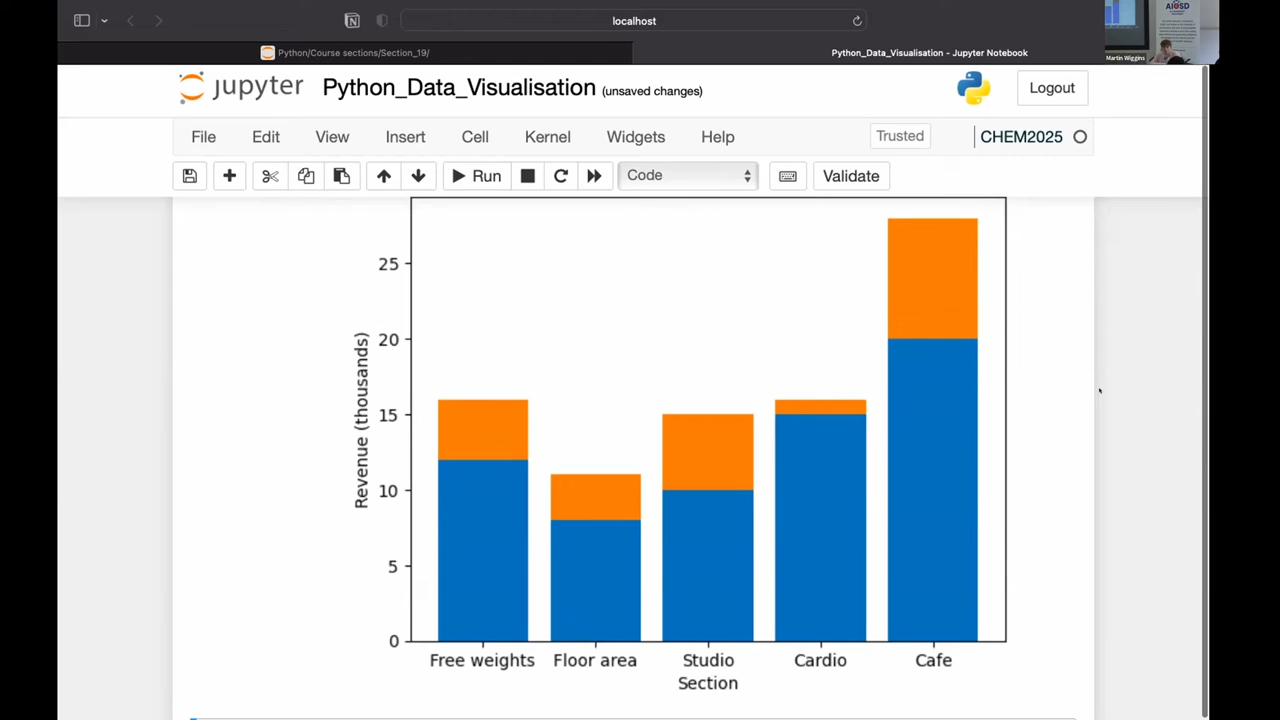 localhost
Python/Course sections/Section_19/
Python_Data_Visualisation - Jupyter Notebook
AIUSD
Martin Wiggins
jupyter Python_Data_Visualisation (unsaved changes)
Logout
File Edit View Insert Cell Kernel Widgets Help
Trusted
CHEM2025
Run
Code
Validate
25
20
15
10
5
0
Revenue (thousands)
Free weights Floor area Studio Cardio Cafe
Section